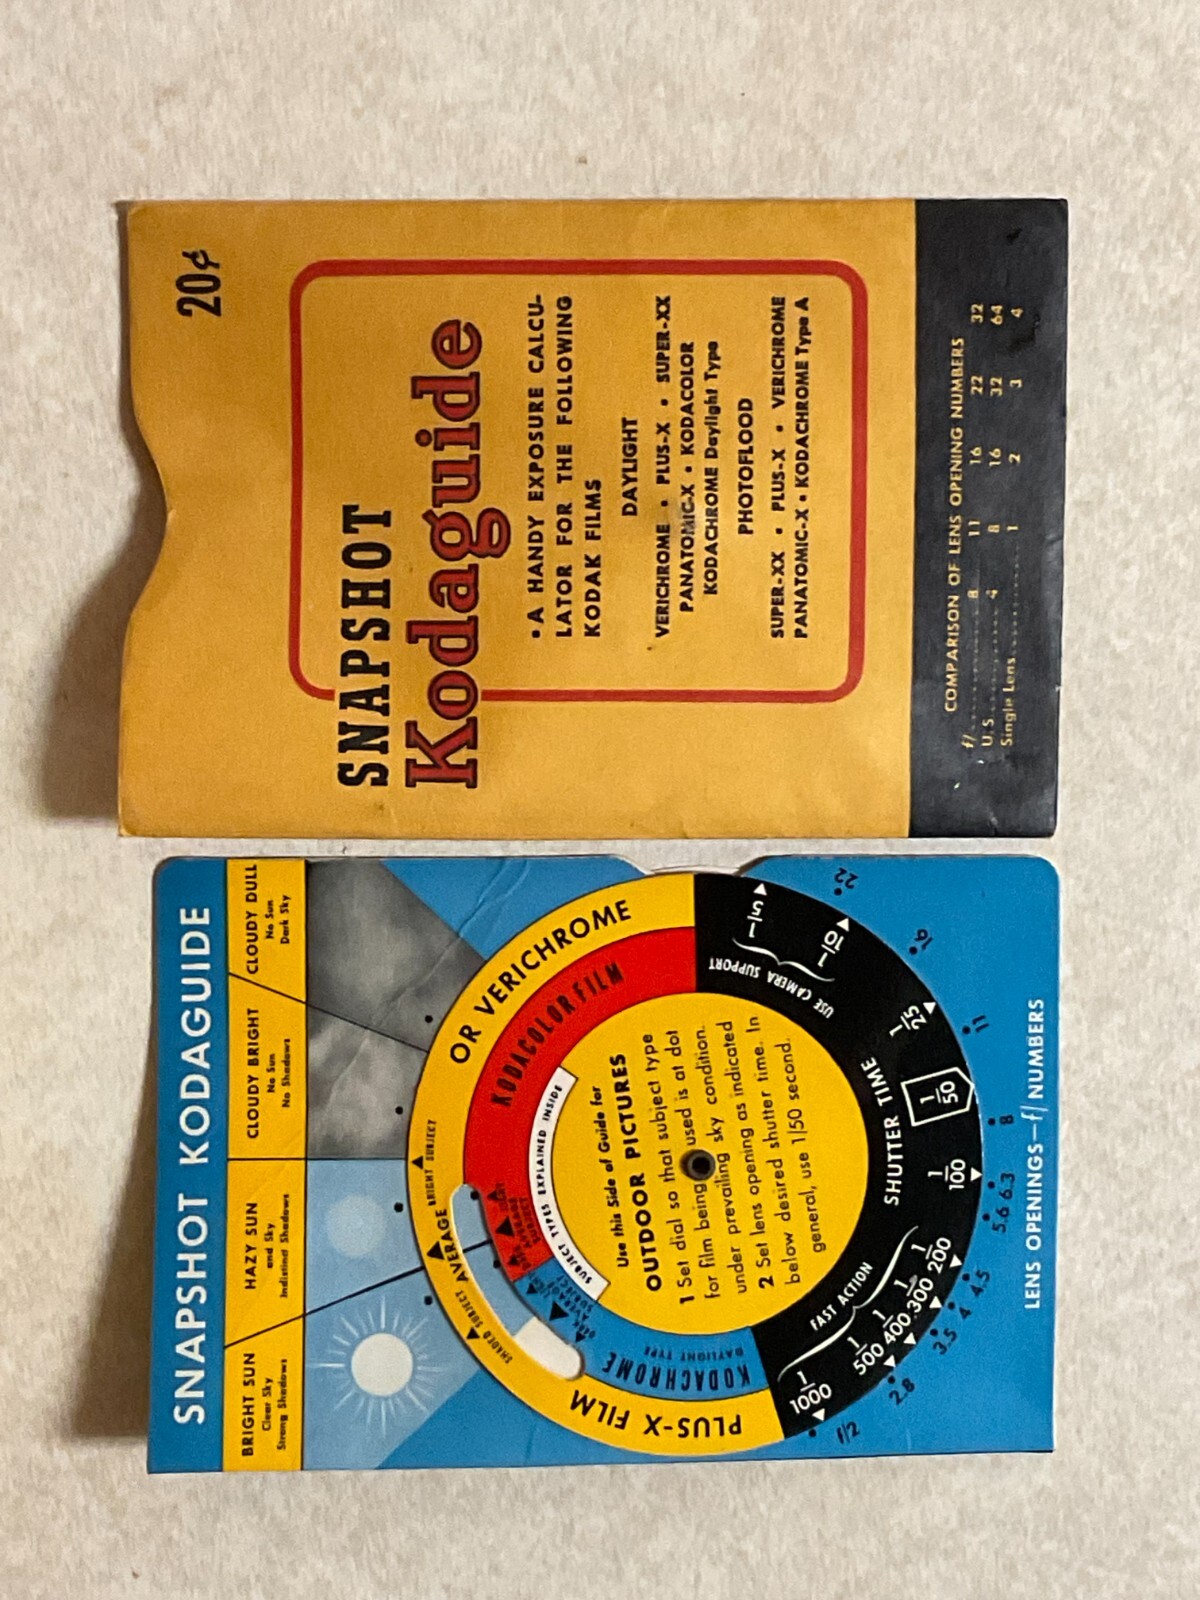 20¢
SNAPSHOT
Kodaguide
• A HANDY EXPOSURE CALCU-
LATOR FOR THE FOLLOWING
KODAK FILMS
DAYLIGHT
VERICHROME • PLUS-X • SUPER-XX
PANATOMIC-X • KODACOLOR
KODACHROME Daylight Type
PHOTOFLOOD
SUPER-XX • PLUS-X • VERICHROME
PANATOMIC-X • KODACHROME Type A
COMPARISON OF LENS OPENING NUMBERS
f/ 8 11 16 22 32
U.S. 4 8 16 32 64
Single Lens 1 2 3 4
SNAPSHOT KODAGUIDE
BRIGHT SUN
Clear Sky
Strong Shadows
HAZY SUN
and Sky
Indistinct Shadows
CLOUDY BRIGHT
No Sun
No Shadows
CLOUDY DULL
No Sun
Dark Sky
PLUS-X FILM
OR VERICHROME
SHADED SUBJECT
AVERAGE
BRIGHT SUBJECT
KODACOLOR FILM
AVERAGE
SUBJECT
KODACHROME
DAYLIGHT TYPE
SUBJECT TYPES EXPLAINED INSIDE
Use this Side of Guide for
OUTDOOR PICTURES
1 Set dial so that subject type
for film being used is at dot
under prevailing sky condition.
2 Set lens opening as indicated
below desired shutter time. In
general, use 1/50 second.
FAST ACTION
SHUTTER TIME
USE CAMERA SUPPORT
1/1000 1/500 1/400 1/300 1/200 1/100 1/50 1/25 1/10 1/5
f/2 2.8 3.5 4 4.5 5.6 6.3 8 11 16 22
LENS OPENINGS—f/ NUMBERS